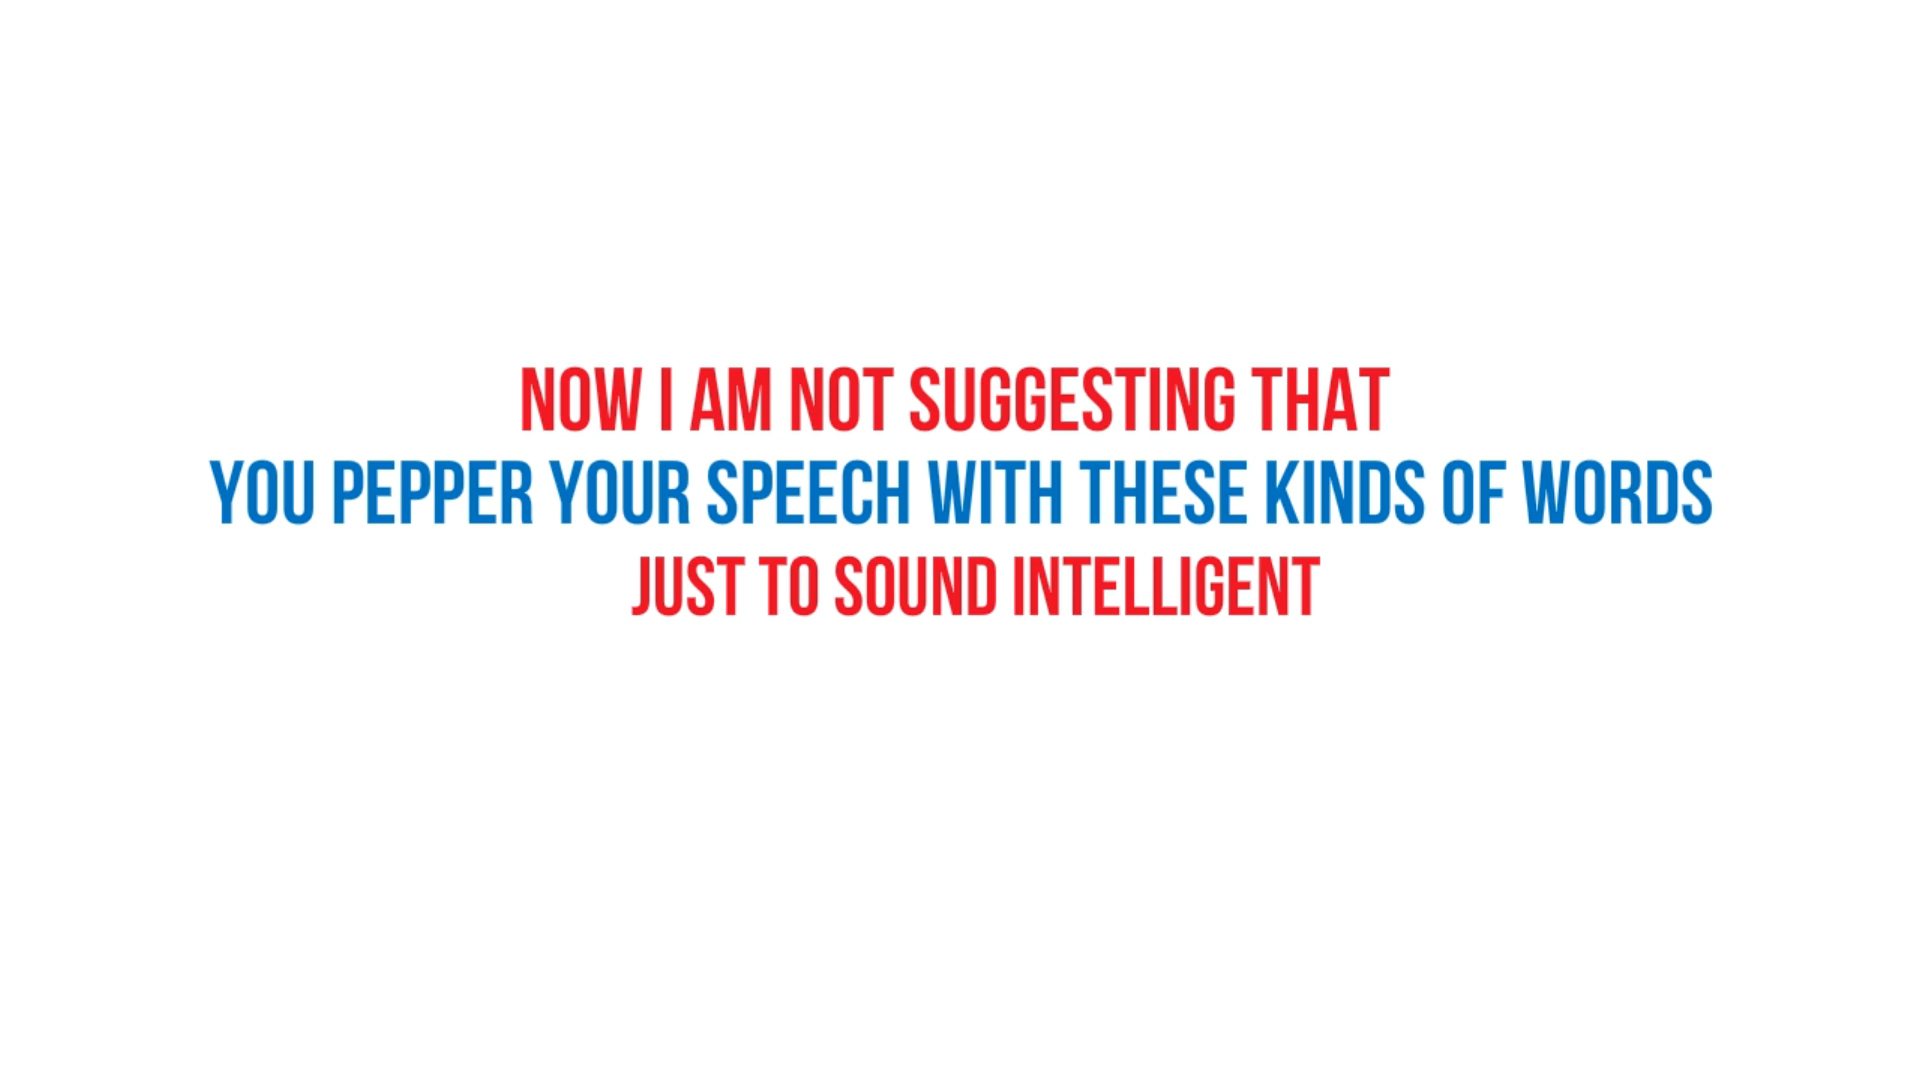 NOW I AM NOT SUGGESTING THAT
YOU PEPPER YOUR SPEECH WITH THESE KINDS OF WORDS
JUST TO SOUND INTELLIGENT